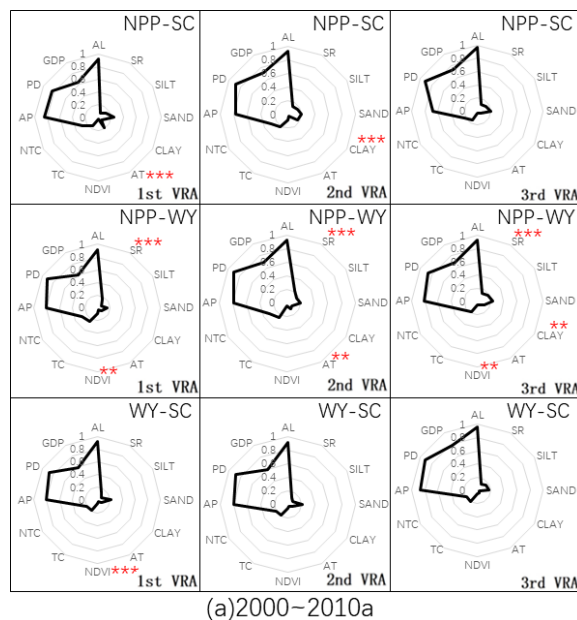 NPP-SC
AL
GDP 1 SR
0.8
PD 0.6 SILT
0.4
0.2
AP 0 SAND
NTC CLAY
TC AT ***
NDVI
1st VRA
NPP-SC
AL
GDP 1 SR
0.8
PD 0.6 SILT
0.4
0.2
AP 0 SAND
***
NTC CLAY
TC AT
NDVI
2nd VRA
NPP-SC
AL
GDP 1 SR
0.8
PD 0.6 SILT
0.4
0.2
AP 0 SAND
NTC CLAY
TC AT
NDVI
3rd VRA
NPP-WY
AL ***
GDP 1 SR
0.8
PD 0.6 SILT
0.4
0.2
AP 0 SAND
NTC CLAY
TC AT
NDVI **
1st VRA
NPP-WY
AL ***
GDP 1 SR
0.8
PD 0.6 SILT
0.4
0.2
AP 0 SAND
NTC CLAY
TC AT **
NDVI
2nd VRA
NPP-WY
AL ***
GDP 1 SR
0.8
PD 0.6 SILT
0.4
0.2
AP 0 SAND
**
NTC CLAY
TC AT
NDVI **
3rd VRA
WY-SC
AL
GDP 1 SR
0.8
PD 0.6 SILT
0.4
0.2
AP 0 SAND
NTC CLAY
TC AT
NDVI ***
1st VRA
WY-SC
AL
GDP 1 SR
0.8
PD 0.6 SILT
0.4
0.2
AP 0 SAND
NTC CLAY
TC AT
NDVI
2nd VRA
WY-SC
AL
GDP 1 SR
0.8
PD 0.6 SILT
0.4
0.2
AP 0 SAND
NTC CLAY
TC AT
NDVI
3rd VRA
(a)2000~2010a